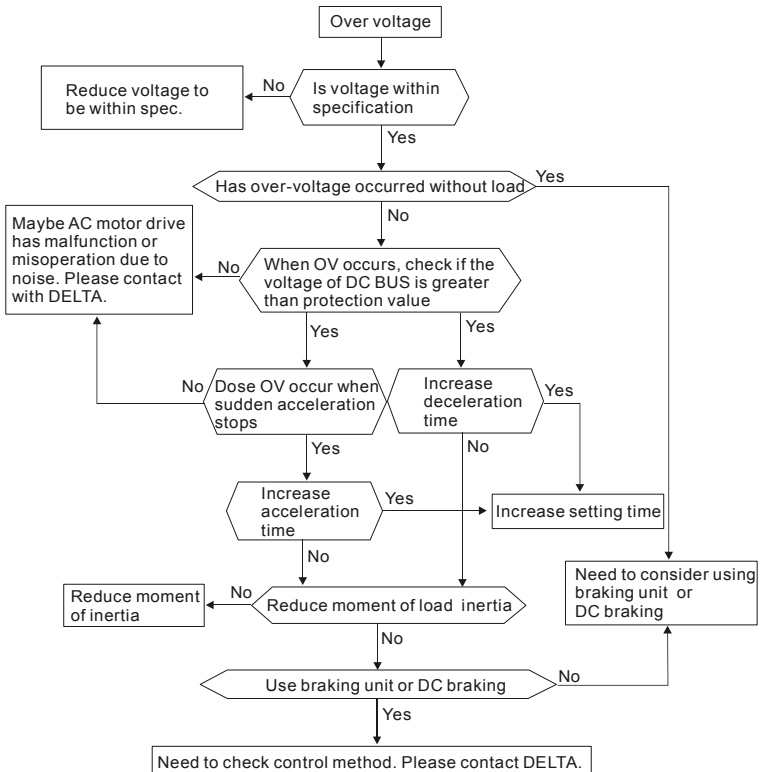 Over voltage
Reduce voltage to
be within spec.
No
Is voltage within
specification
Yes
Has over-voltage occurred without load
Yes
No
Maybe AC motor drive
has malfunction or
misoperation due to
noise. Please contact
with DELTA.
No
When OV occurs, check if the
voltage of DC BUS is greater
than protection value
Yes
Yes
No
Dose OV occur when
sudden acceleration
stops
Increase
deceleration
time
Yes
Yes
No
Increase
acceleration
time
Yes
Increase setting time
No
Need to consider using
braking unit or
DC braking
Reduce moment
of inertia
No
Reduce moment of load inertia
No
Use braking unit or DC braking
No
Yes
Need to check control method. Please contact DELTA.